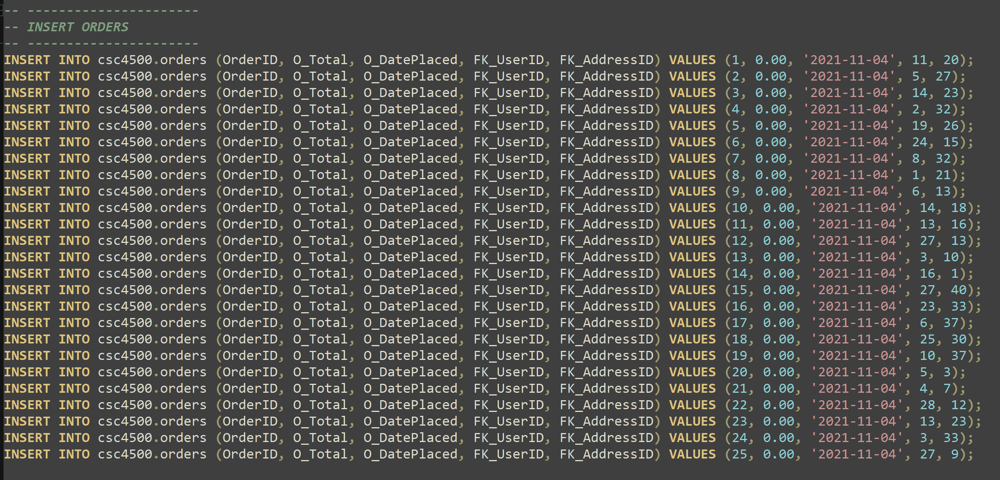 -- ----------------------
-- INSERT ORDERS
-- ----------------------
INSERT INTO csc4500.orders (OrderID, O_Total, O_DatePlaced, FK_UserID, FK_AddressID) VALUES (1, 0.00, '2021-11-04', 11, 20);
INSERT INTO csc4500.orders (OrderID, O_Total, O_DatePlaced, FK_UserID, FK_AddressID) VALUES (2, 0.00, '2021-11-04', 5, 27);
INSERT INTO csc4500.orders (OrderID, O_Total, O_DatePlaced, FK_UserID, FK_AddressID) VALUES (3, 0.00, '2021-11-04', 14, 23);
INSERT INTO csc4500.orders (OrderID, O_Total, O_DatePlaced, FK_UserID, FK_AddressID) VALUES (4, 0.00, '2021-11-04', 2, 32);
INSERT INTO csc4500.orders (OrderID, O_Total, O_DatePlaced, FK_UserID, FK_AddressID) VALUES (5, 0.00, '2021-11-04', 19, 26);
INSERT INTO csc4500.orders (OrderID, O_Total, O_DatePlaced, FK_UserID, FK_AddressID) VALUES (6, 0.00, '2021-11-04', 24, 15);
INSERT INTO csc4500.orders (OrderID, O_Total, O_DatePlaced, FK_UserID, FK_AddressID) VALUES (7, 0.00, '2021-11-04', 8, 32);
INSERT INTO csc4500.orders (OrderID, O_Total, O_DatePlaced, FK_UserID, FK_AddressID) VALUES (8, 0.00, '2021-11-04', 1, 21);
INSERT INTO csc4500.orders (OrderID, O_Total, O_DatePlaced, FK_UserID, FK_AddressID) VALUES (9, 0.00, '2021-11-04', 6, 13);
INSERT INTO csc4500.orders (OrderID, O_Total, O_DatePlaced, FK_UserID, FK_AddressID) VALUES (10, 0.00, '2021-11-04', 14, 18);
INSERT INTO csc4500.orders (OrderID, O_Total, O_DatePlaced, FK_UserID, FK_AddressID) VALUES (11, 0.00, '2021-11-04', 13, 16);
INSERT INTO csc4500.orders (OrderID, O_Total, O_DatePlaced, FK_UserID, FK_AddressID) VALUES (12, 0.00, '2021-11-04', 27, 13);
INSERT INTO csc4500.orders (OrderID, O_Total, O_DatePlaced, FK_UserID, FK_AddressID) VALUES (13, 0.00, '2021-11-04', 3, 10);
INSERT INTO csc4500.orders (OrderID, O_Total, O_DatePlaced, FK_UserID, FK_AddressID) VALUES (14, 0.00, '2021-11-04', 16, 1);
INSERT INTO csc4500.orders (OrderID, O_Total, O_DatePlaced, FK_UserID, FK_AddressID) VALUES (15, 0.00, '2021-11-04', 27, 40);
INSERT INTO csc4500.orders (OrderID, O_Total, O_DatePlaced, FK_UserID, FK_AddressID) VALUES (16, 0.00, '2021-11-04', 23, 33);
INSERT INTO csc4500.orders (OrderID, O_Total, O_DatePlaced, FK_UserID, FK_AddressID) VALUES (17, 0.00, '2021-11-04', 6, 37);
INSERT INTO csc4500.orders (OrderID, O_Total, O_DatePlaced, FK_UserID, FK_AddressID) VALUES (18, 0.00, '2021-11-04', 25, 30);
INSERT INTO csc4500.orders (OrderID, O_Total, O_DatePlaced, FK_UserID, FK_AddressID) VALUES (19, 0.00, '2021-11-04', 10, 37);
INSERT INTO csc4500.orders (OrderID, O_Total, O_DatePlaced, FK_UserID, FK_AddressID) VALUES (20, 0.00, '2021-11-04', 5, 3);
INSERT INTO csc4500.orders (OrderID, O_Total, O_DatePlaced, FK_UserID, FK_AddressID) VALUES (21, 0.00, '2021-11-04', 4, 7);
INSERT INTO csc4500.orders (OrderID, O_Total, O_DatePlaced, FK_UserID, FK_AddressID) VALUES (22, 0.00, '2021-11-04', 28, 12);
INSERT INTO csc4500.orders (OrderID, O_Total, O_DatePlaced, FK_UserID, FK_AddressID) VALUES (23, 0.00, '2021-11-04', 13, 23);
INSERT INTO csc4500.orders (OrderID, O_Total, O_DatePlaced, FK_UserID, FK_AddressID) VALUES (24, 0.00, '2021-11-04', 3, 33);
INSERT INTO csc4500.orders (OrderID, O_Total, O_DatePlaced, FK_UserID, FK_AddressID) VALUES (25, 0.00, '2021-11-04', 27, 9);